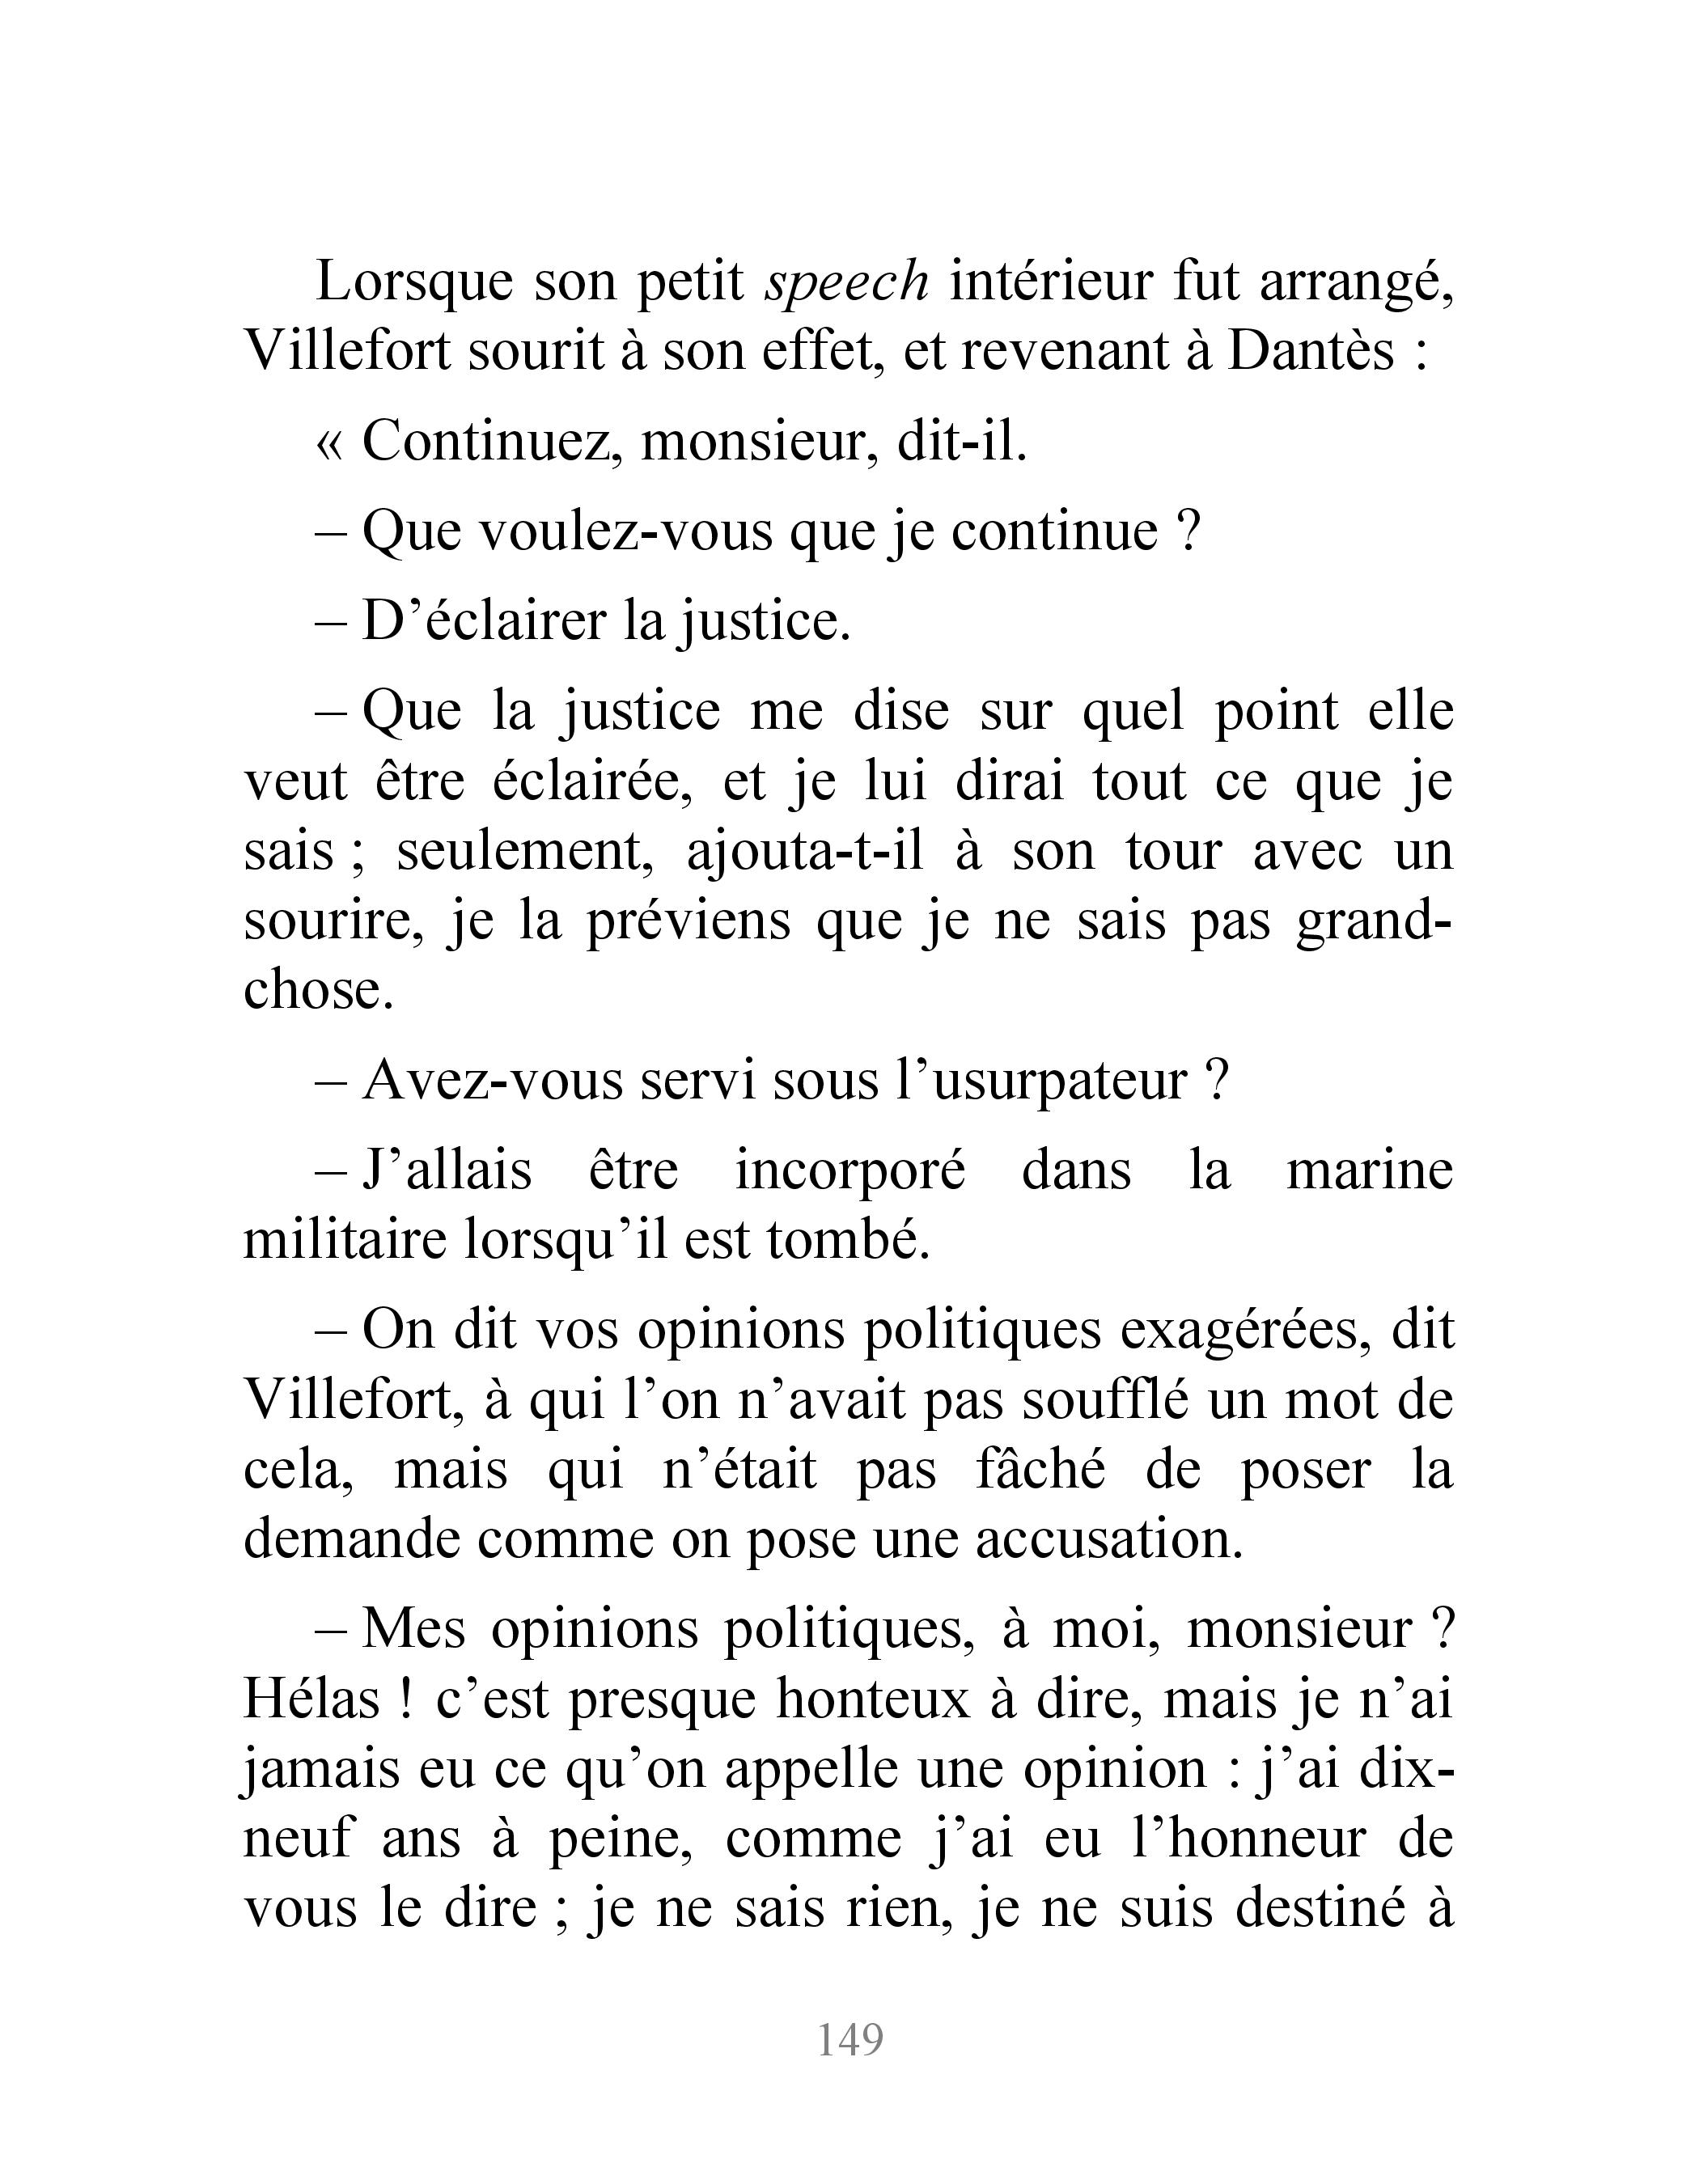 Lorsque son petit speech intérieur fut arrangé,
Villefort sourit à son effet, et revenant à Dantès :
« Continuez, monsieur, dit-il.
– Que voulez-vous que je continue ?
– D’éclairer la justice.
– Que la justice me dise sur quel point elle
veut être éclairée, et je lui dirai tout ce que je
sais ; seulement, ajouta-t-il à son tour avec un
sourire, je la préviens que je ne sais pas grand-
chose.
– Avez-vous servi sous l’usurpateur ?
– J’allais être incorporé dans la marine
militaire lorsqu’il est tombé.
– On dit vos opinions politiques exagérées, dit
Villefort, à qui l’on n’avait pas soufflé un mot de
cela, mais qui n’était pas fâché de poser la
demande comme on pose une accusation.
– Mes opinions politiques, à moi, monsieur ?
Hélas ! c’est presque honteux à dire, mais je n’ai
jamais eu ce qu’on appelle une opinion : j’ai dix-
neuf ans à peine, comme j’ai eu l’honneur de
vous le dire ; je ne sais rien, je ne suis destiné à
149